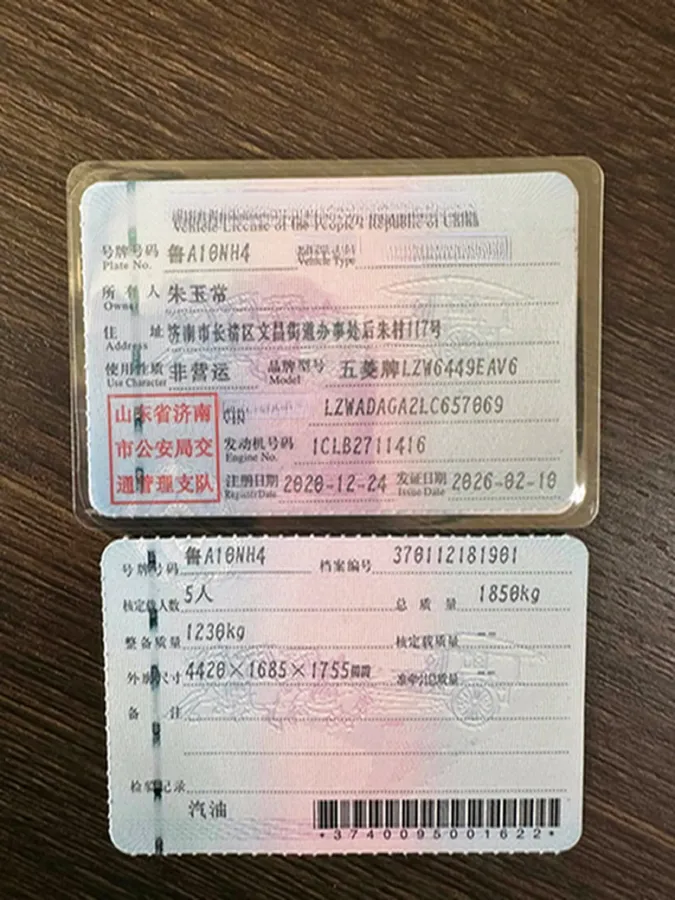 Vehicle License of the People's Republic of China
号牌号码 鲁A10NH4
Plate No. Vehicle Type
所有人 朱玉常
Owner
住址 济南市长清区文昌街道办事处后朱村117号
Address
使用性质 非营运 品牌型号 五菱牌LZW6449EAV6
Use Character Model
山东省济南市公安局交通管理支队
VIN LZWADAGA2LC657069
发动机号码 1CLB2711416
Engine No.
注册日期 2020-12-24 发证日期 2026-02-10
Register Date Issue Date
号牌号码 鲁A10NH4 档案编号 370112181901
核定载人数 5人 总质量 1850kg
整备质量 1230kg 核定载质量 --
外廓尺寸 4420×1685×1755 准牵引总质量 --
备注
检验记录
汽油
*3740095001622*